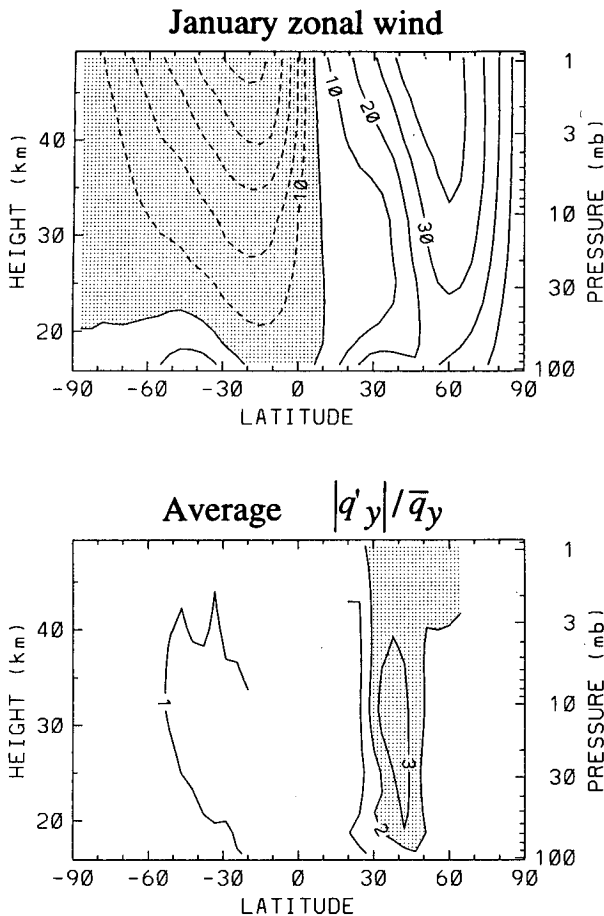 January zonal wind
HEIGHT (km)
40
30
20
10
20
30
10
1
3
10
30
100
PRESSURE (mb)
-90 -60 -30 0 30 60 90
LATITUDE
Average |q'y| / q̄y
HEIGHT (km)
40
30
20
1
2
3
1
3
10
30
100
PRESSURE (mb)
-90 -60 -30 0 30 60 90
LATITUDE